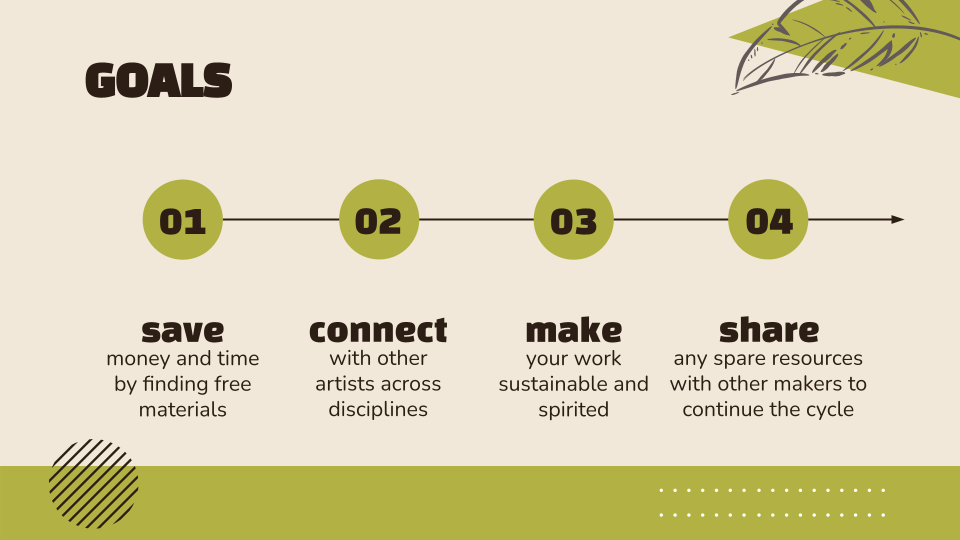 GOALS
01
02
03
04
save
money and time
by finding free
materials
connect
with other
artists across
disciplines
make
your work
sustainable and
spirited
share
any spare resources
with other makers to
continue the cycle